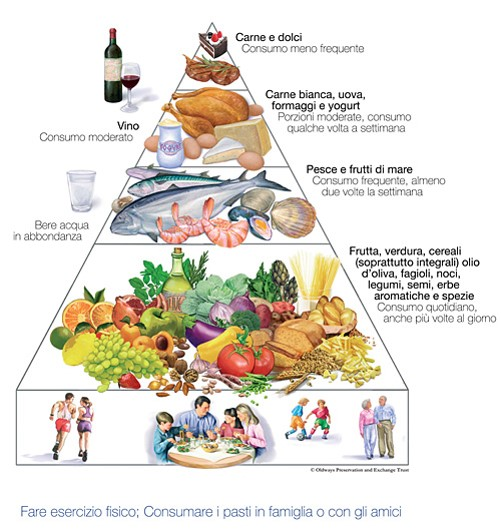 Carne e dolci
Consumo meno frequente
Carne bianca, uova,
formaggi e yogurt
Porzioni moderate, consumo
qualche volta a settimana
Vino
Consumo moderato
Pesce e frutti di mare
Consumo frequente, almeno
due volte la settimana
Bere acqua
in abbondanza
Frutta, verdura, cereali
(soprattutto integrali) olio
d'oliva, fagioli, noci,
legumi, semi, erbe
aromatiche e spezie
Consumo quotidiano,
anche più volte al giorno
© Oldways Preservation and Exchange Trust
Fare esercizio fisico; Consumare i pasti in famiglia o con gli amici